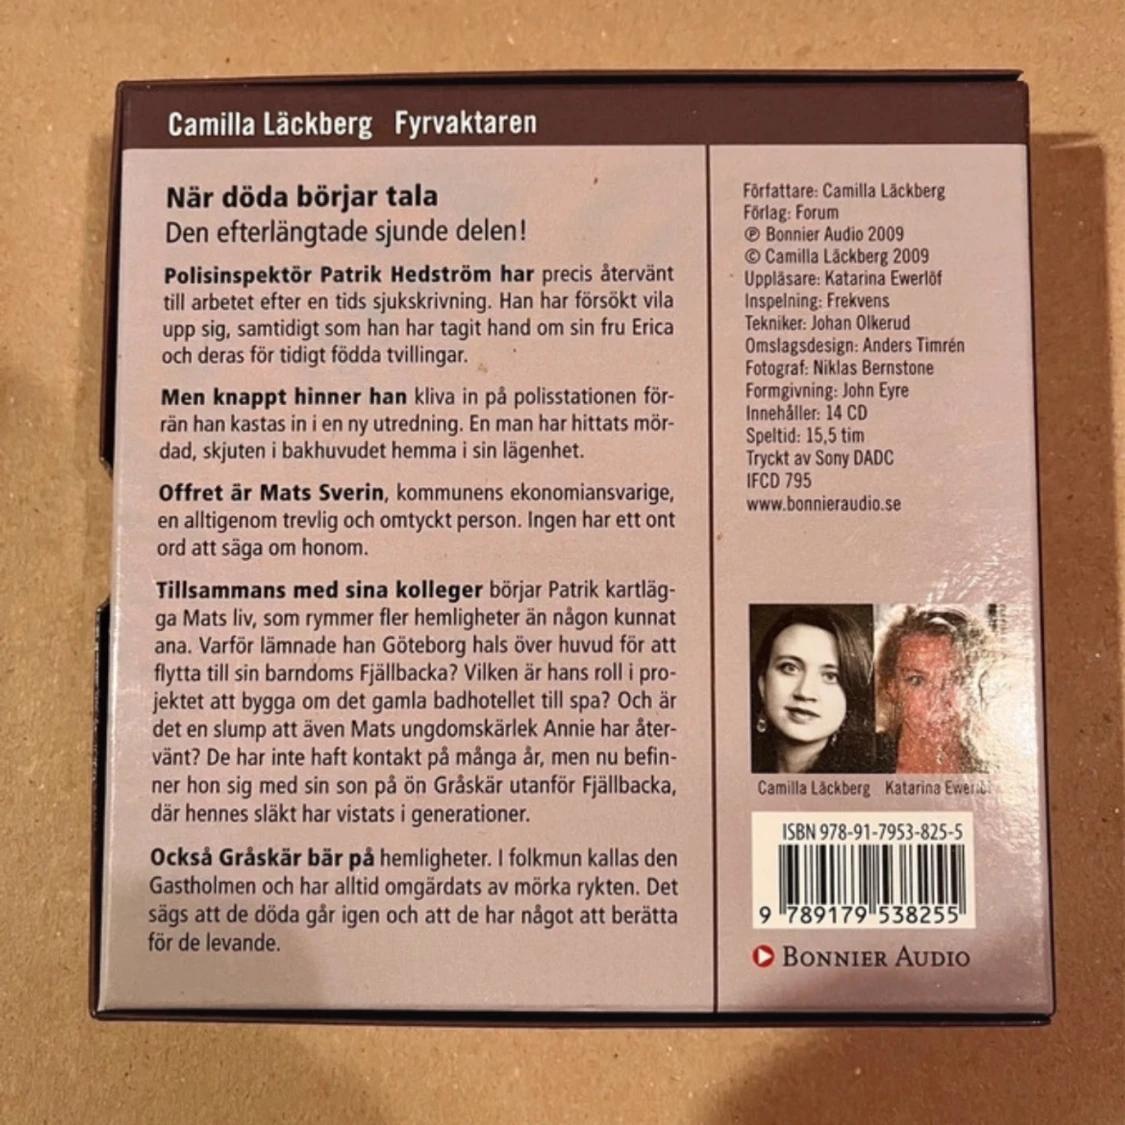 Camilla Läckberg Fyrvaktaren
När döda börjar tala
Den efterlängtade sjunde delen!
Polisinspektör Patrik Hedström har precis återvänt
till arbetet efter en tids sjukskrivning. Han har försökt vila
upp sig, samtidigt som han har tagit hand om sin fru Erica
och deras för tidigt födda tvillingar.
Men knappt hinner han kliva in på polisstationen för-
rän han kastas in i en ny utredning. En man har hittats mör-
dad, skjuten i bakhuvudet hemma i sin lägenhet.
Offret är Mats Sverin, kommunens ekonomiansvarige,
en alltigenom trevlig och omtyckt person. Ingen har ett ont
ord att säga om honom.
Tillsammans med sina kolleger börjar Patrik kartläg-
ga Mats liv, som rymmer fler hemligheter än någon kunnat
ana. Varför lämnade han Göteborg hals över huvud för att
flytta till sin barndoms Fjällbacka? Vilken är hans roll i pro-
jektet att bygga om det gamla badhotellet till spa? Och är
det en slump att även Mats ungdomskärlek Annie har åter-
vänt? De har inte haft kontakt på många år, men nu befin-
ner hon sig med sin son på ön Gråskär utanför Fjällbacka,
där hennes släkt har vistats i generationer.
Också Gråskär bär på hemligheter. I folkmun kallas den
Gastholmen och har alltid omgärdats av mörka rykten. Det
sägs att de döda går igen och att de har något att berätta
för de levande.
Författare: Camilla Läckberg
Förlag: Forum
℗ Bonnier Audio 2009
© Camilla Läckberg 2009
Uppläsare: Katarina Ewerlöf
Inspelning: Frekvens
Tekniker: Johan Olkerud
Omslagsdesign: Anders Timrén
Fotograf: Niklas Bernstone
Formgivning: John Eyre
Innehåller: 14 CD
Speltid: 15,5 tim
Tryckt av Sony DADC
IFCD 795
www.bonnieraudio.se
Camilla Läckberg Katarina Ewerlöf
ISBN 978-91-7953-825-5
9 789179 538255
BONNIER AUDIO